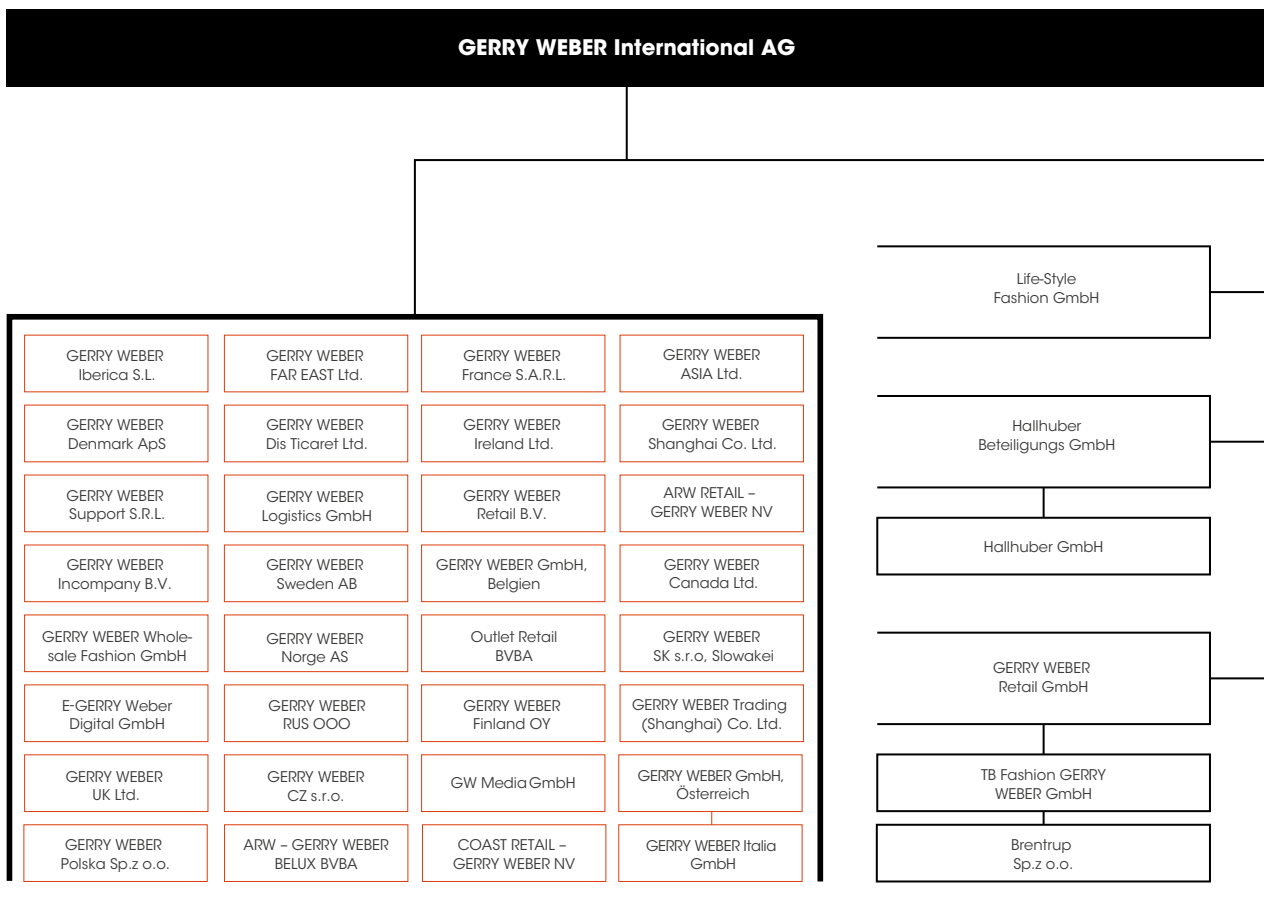 GERRY WEBER International AG
Life-Style
Fashion GmbH
GERRY WEBER
Iberica S.L.
GERRY WEBER
FAR EAST Ltd.
GERRY WEBER
France S.A.R.L.
GERRY WEBER
ASIA Ltd.
GERRY WEBER
Denmark ApS
GERRY WEBER
Dis Ticaret Ltd.
GERRY WEBER
Ireland Ltd.
GERRY WEBER
Shanghai Co. Ltd.
Hallhuber
Beteiligungs GmbH
GERRY WEBER
Support S.R.L.
GERRY WEBER
Logistics GmbH
GERRY WEBER
Retail B.V.
ARW RETAIL –
GERRY WEBER NV
Hallhuber GmbH
GERRY WEBER
Incompany B.V.
GERRY WEBER
Sweden AB
GERRY WEBER GmbH,
Belgien
GERRY WEBER
Canada Ltd.
GERRY WEBER Whole-
sale Fashion GmbH
GERRY WEBER
Norge AS
Outlet Retail
BVBA
GERRY WEBER
SK s.r.o, Slowakei
GERRY WEBER
Retail GmbH
E-GERRY Weber
Digital GmbH
GERRY WEBER
RUS OOO
GERRY WEBER
Finland OY
GERRY WEBER Trading
(Shanghai) Co. Ltd.
GERRY WEBER
UK Ltd.
GERRY WEBER
CZ s.r.o.
GW Media GmbH
GERRY WEBER GmbH,
Österreich
TB Fashion GERRY
WEBER GmbH
GERRY WEBER
Polska Sp.z o.o.
ARW – GERRY WEBER
BELUX BVBA
COAST RETAIL –
GERRY WEBER NV
GERRY WEBER Italia
GmbH
Brentrup
Sp.z o.o.